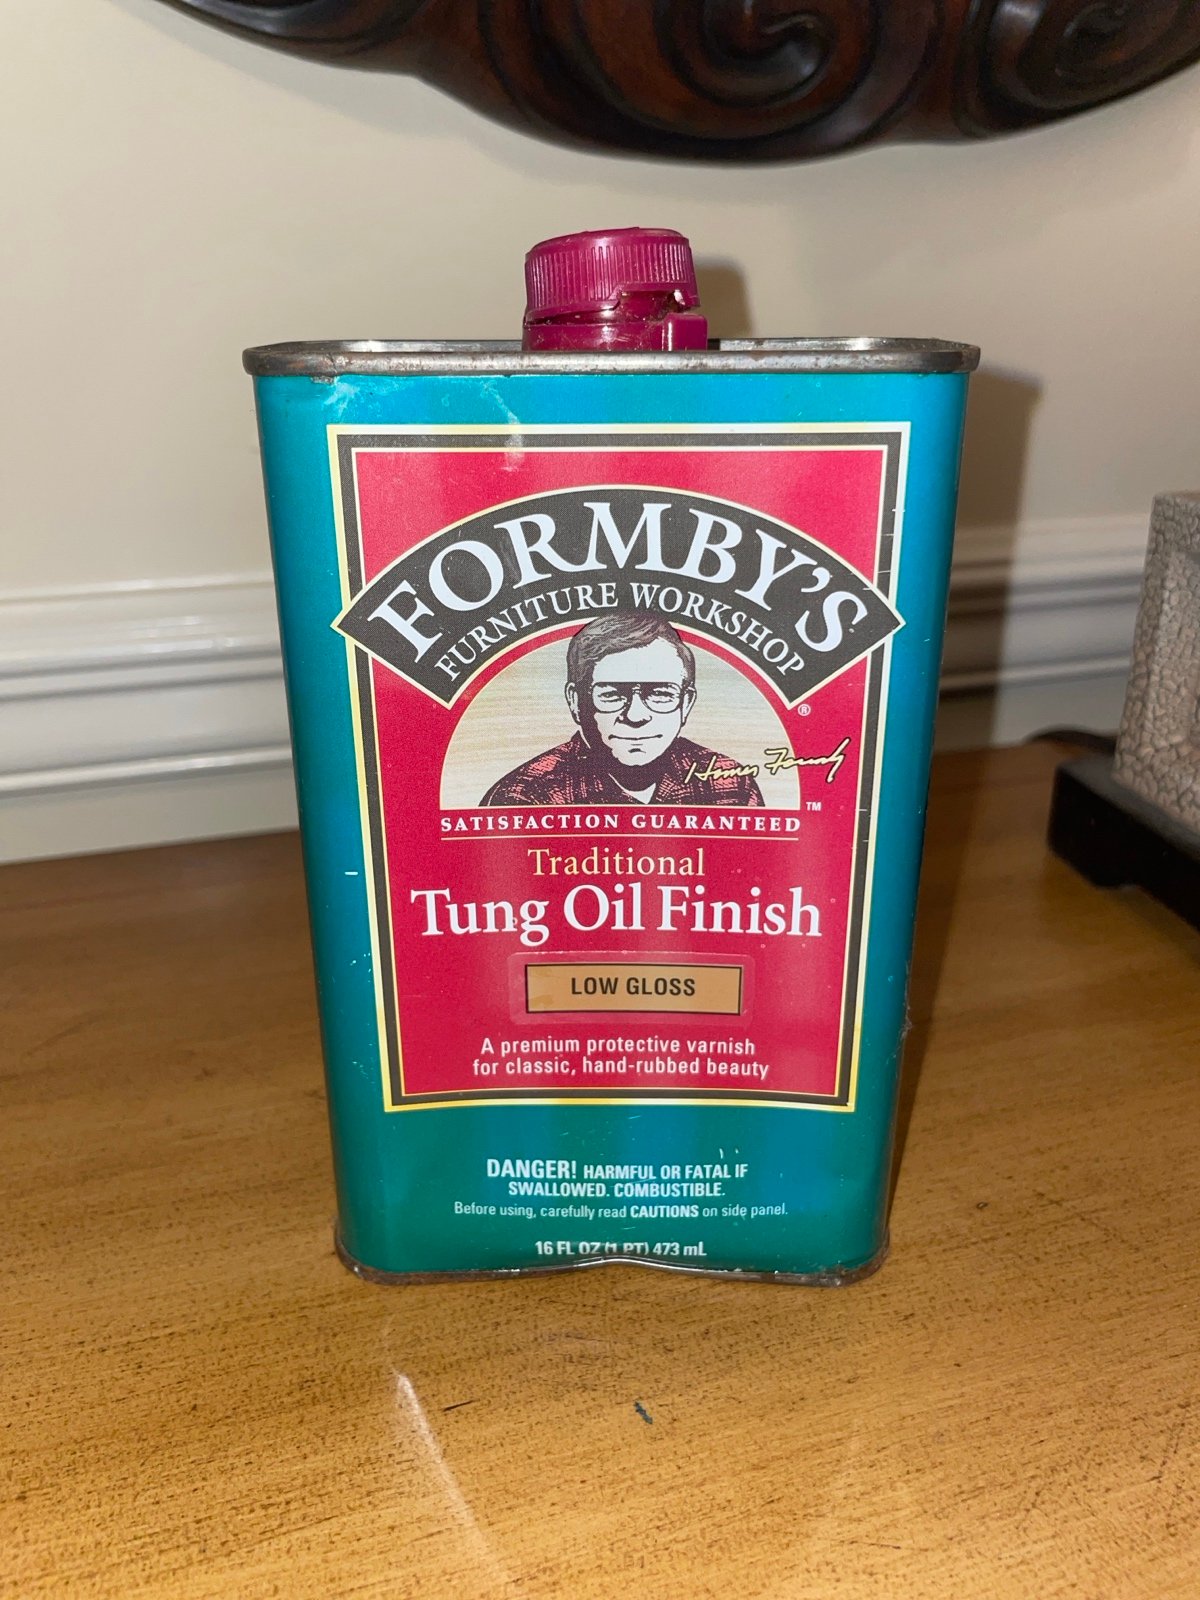 FORMBY'S
FURNITURE WORKSHOP
®
Homer Formby
TM
SATISFACTION GUARANTEED
Traditional
Tung Oil Finish
LOW GLOSS
A premium protective varnish
for classic, hand-rubbed beauty
DANGER! HARMFUL OR FATAL IF
SWALLOWED. COMBUSTIBLE.
Before using, carefully read CAUTIONS on side panel.
16 FL OZ (1 PT) 473 mL